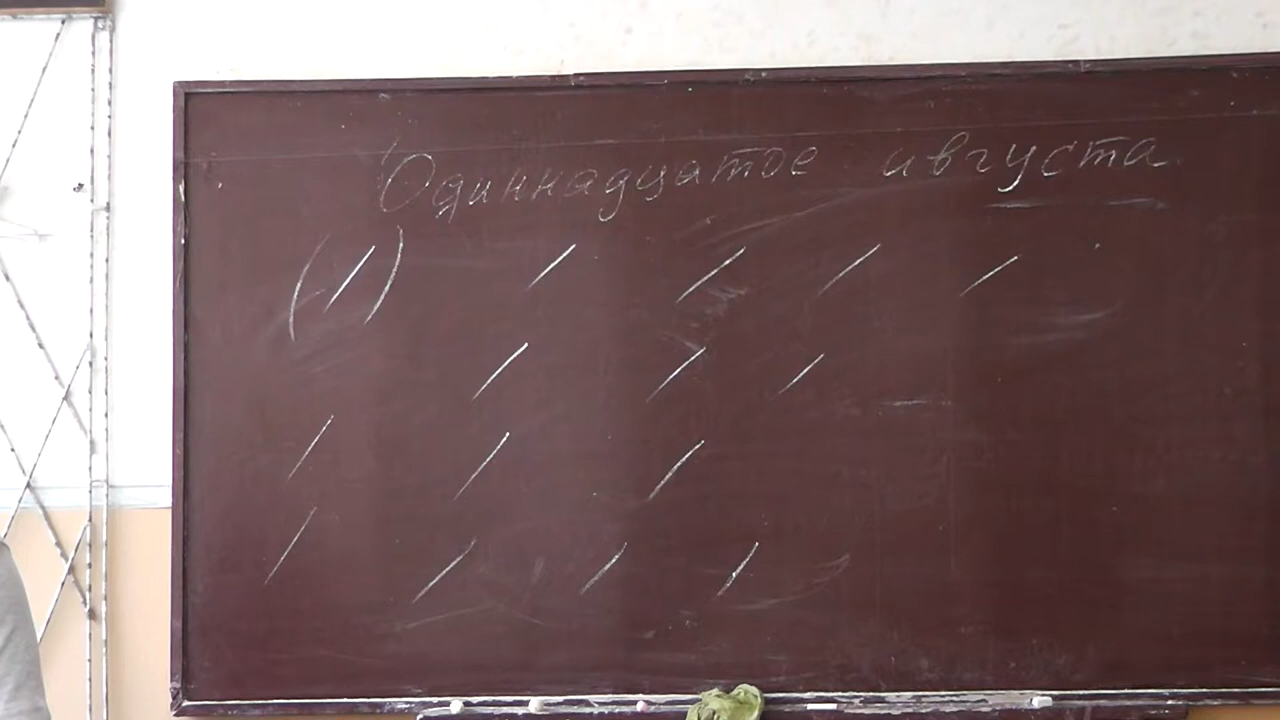 Одиннадцатое августа
(/) / / / /
/ / /
/ / /
/ / / /